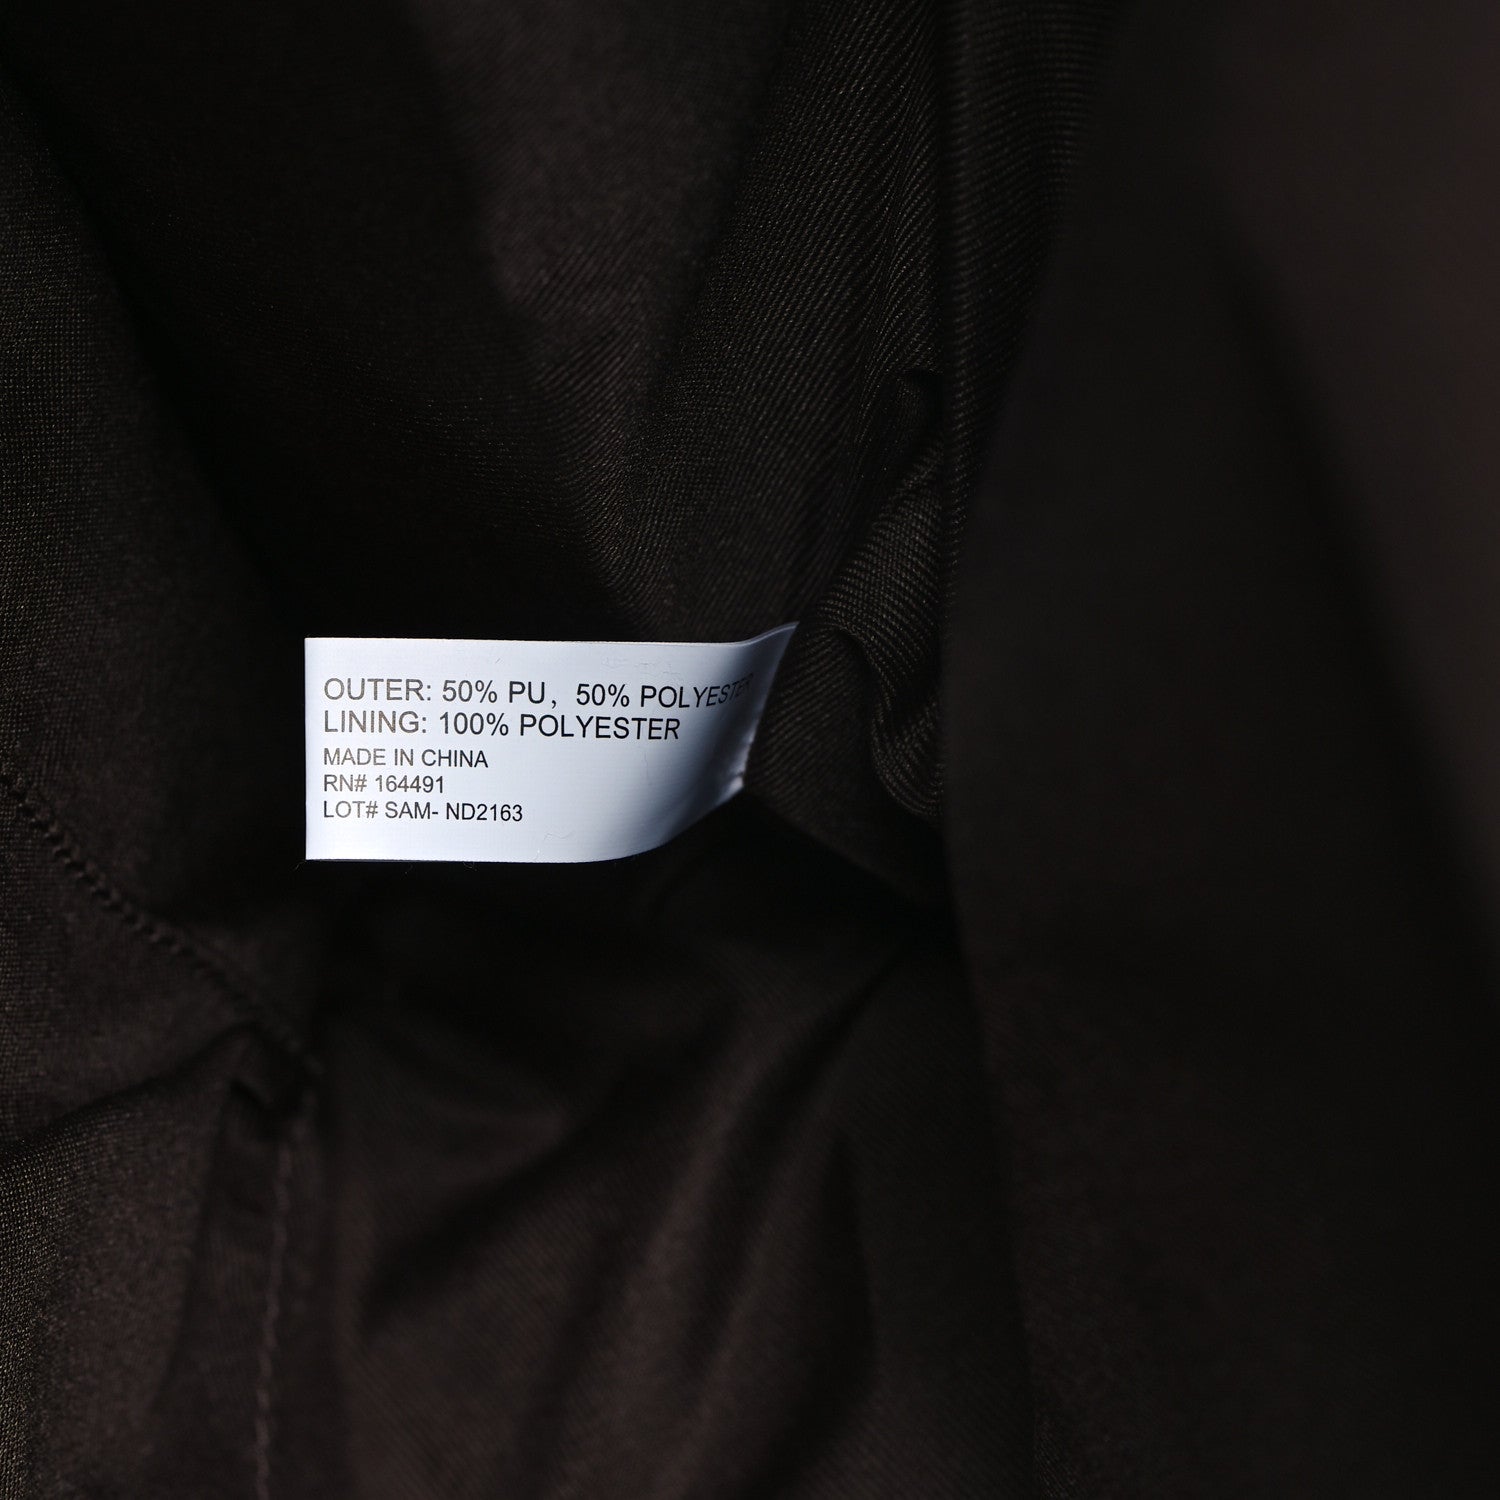 OUTER: 50% PU, 50% POLYESTER
LINING: 100% POLYESTER
MADE IN CHINA
RN# 164491
LOT# SAM- ND2163